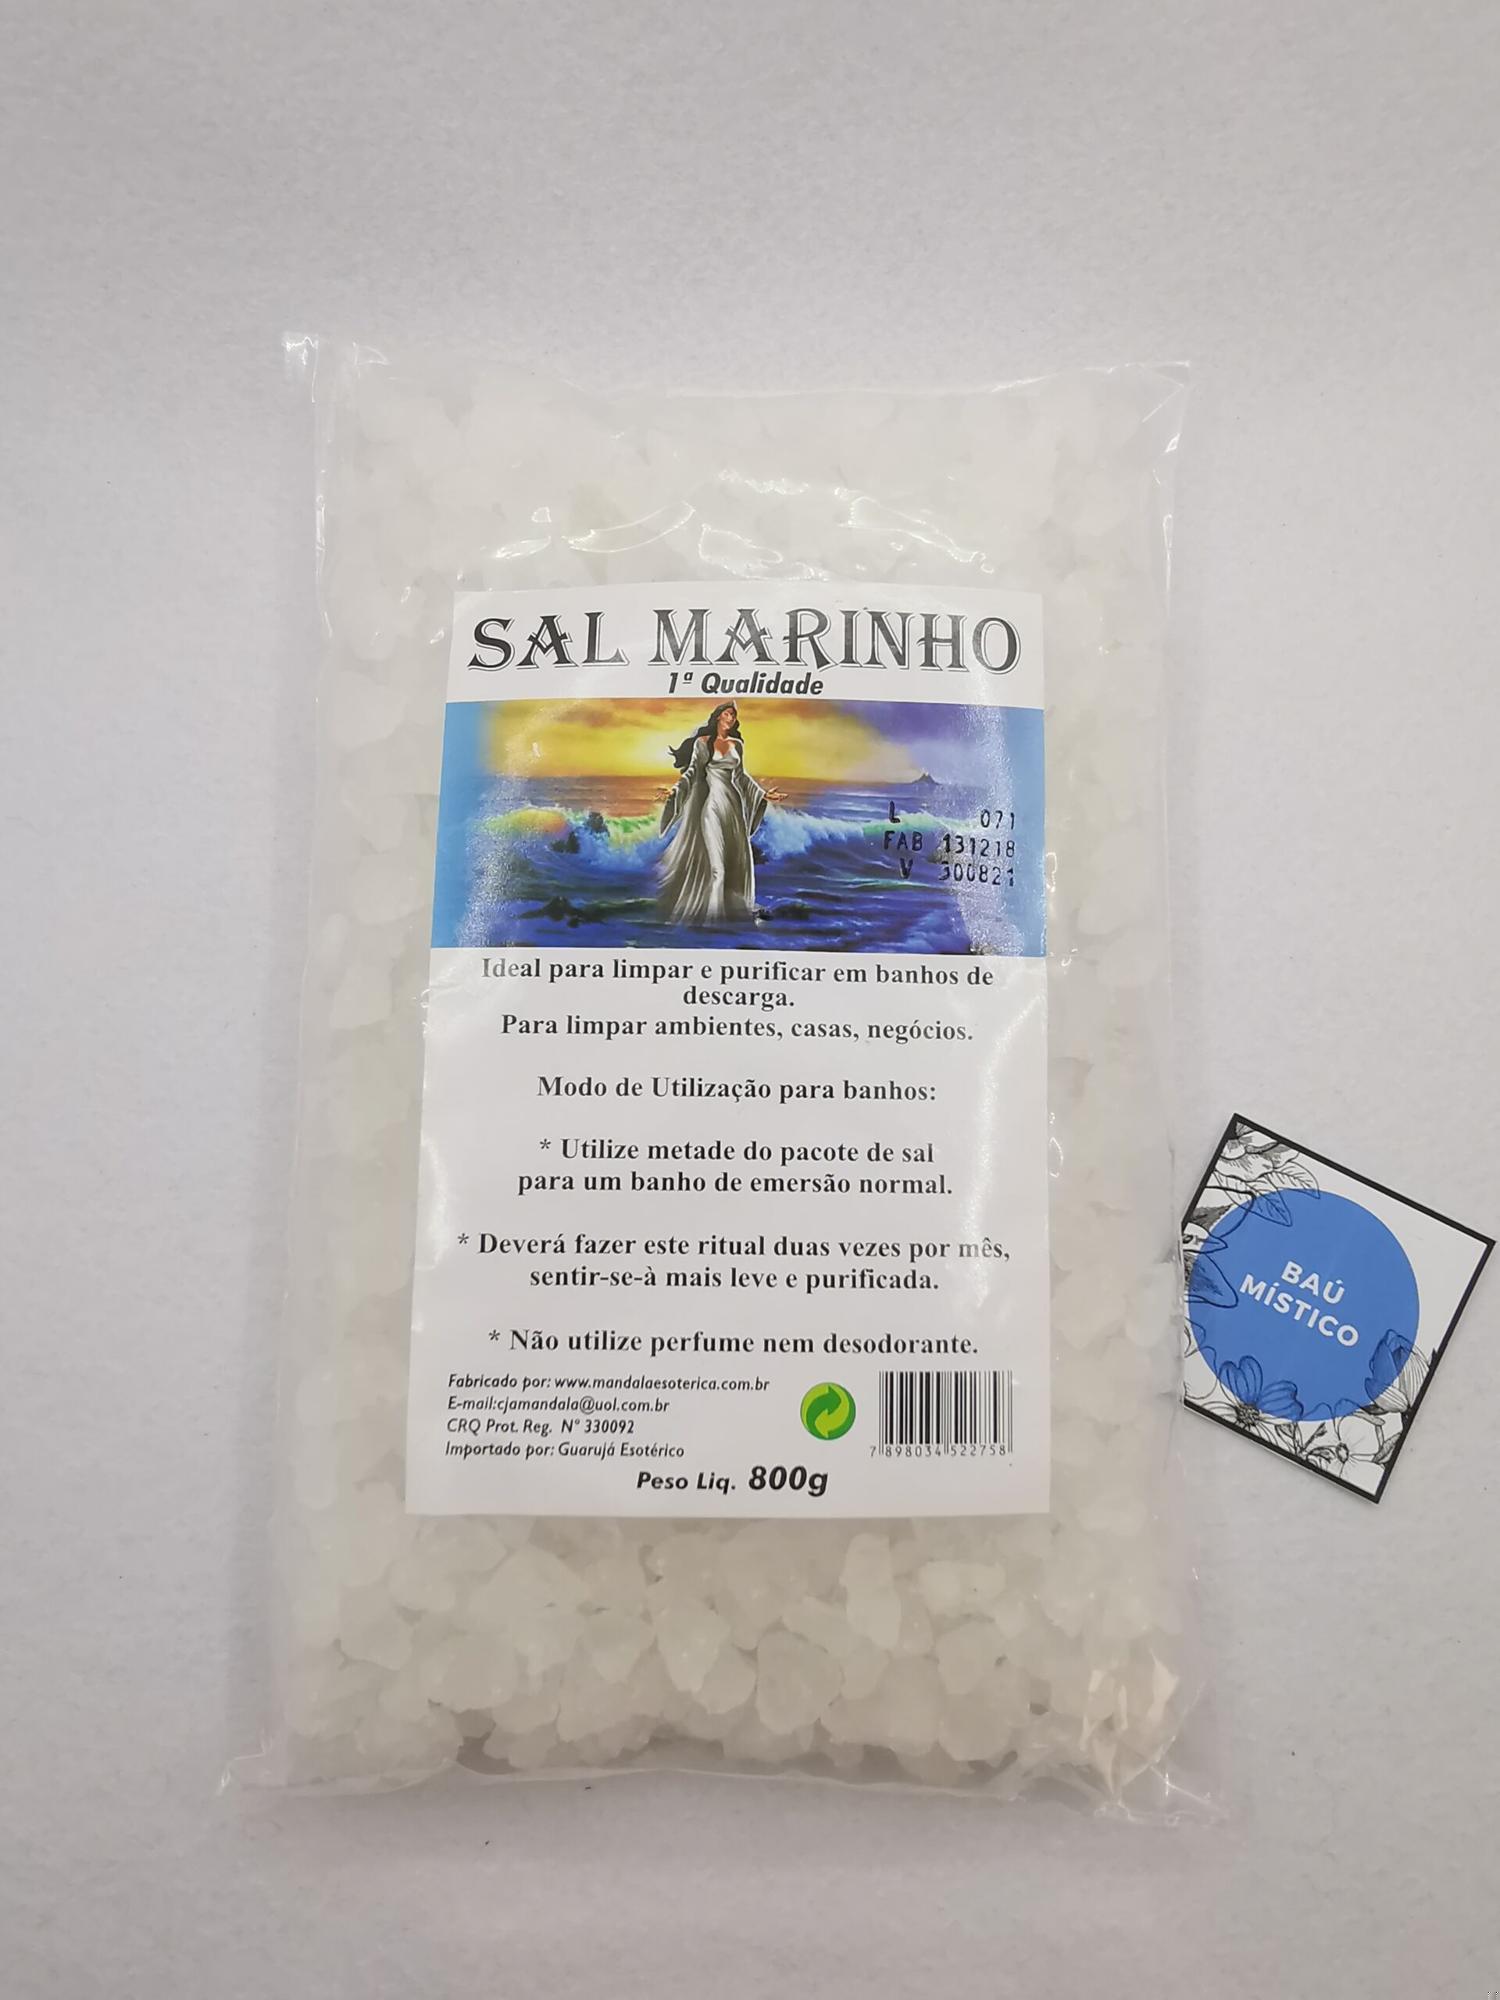 SAL MARINHO
1ª Qualidade
L 071
FAB 131218
V 300821
Ideal para limpar e purificar em banhos de
descarga.
Para limpar ambientes, casas, negócios.
Modo de Utilização para banhos:
* Utilize metade do pacote de sal
para um banho de emersão normal.
* Deverá fazer este ritual duas vezes por mês,
sentir-se-à mais leve e purificada.
* Não utilize perfume nem desodorante.
Fabricado por: www.mandalaesoterica.com.br
E-mail:cjamandala@uol.com.br
CRQ Prot. Reg. Nº 330092
Importado por: Guarujá Esotérico
7 898034 522758
Peso Liq. 800g
BAÚ
MÍSTICO